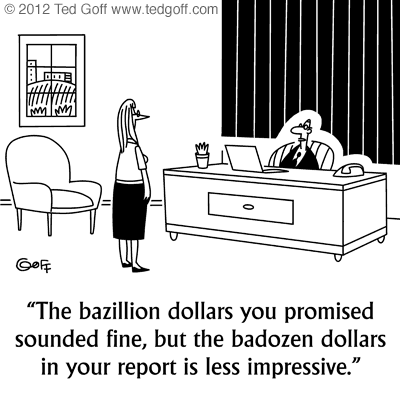 © 2012 Ted Goff www.tedgoff.com
GOFF
“The bazillion dollars you promised
sounded fine, but the badozen dollars
in your report is less impressive.”